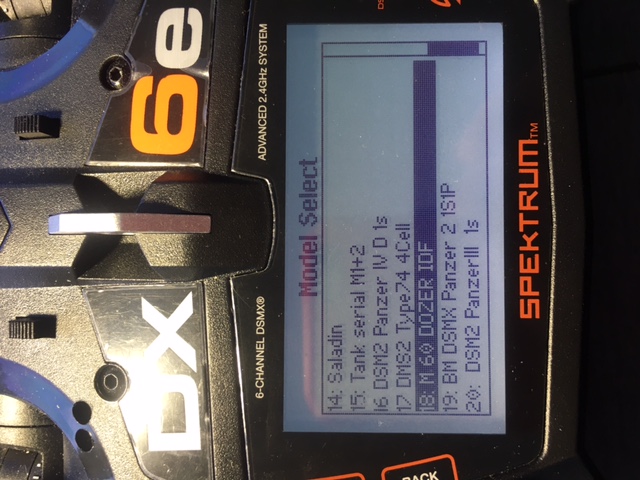 DX 6e
6-CHANNEL DSMX® ADVANCED 2.4GHz SYSTEM
Model Select
14: Saladin
15: Tank serial M1+2
16 DSM2 Panzer IV D 1s
17 DMS2 Type74 4Cell
18: M 60 DOZER IDF
19: BM DSMX Panzer 2 1S1P
20: DSM2 PanzerIII 1s
SPEKTRUM™
BACK